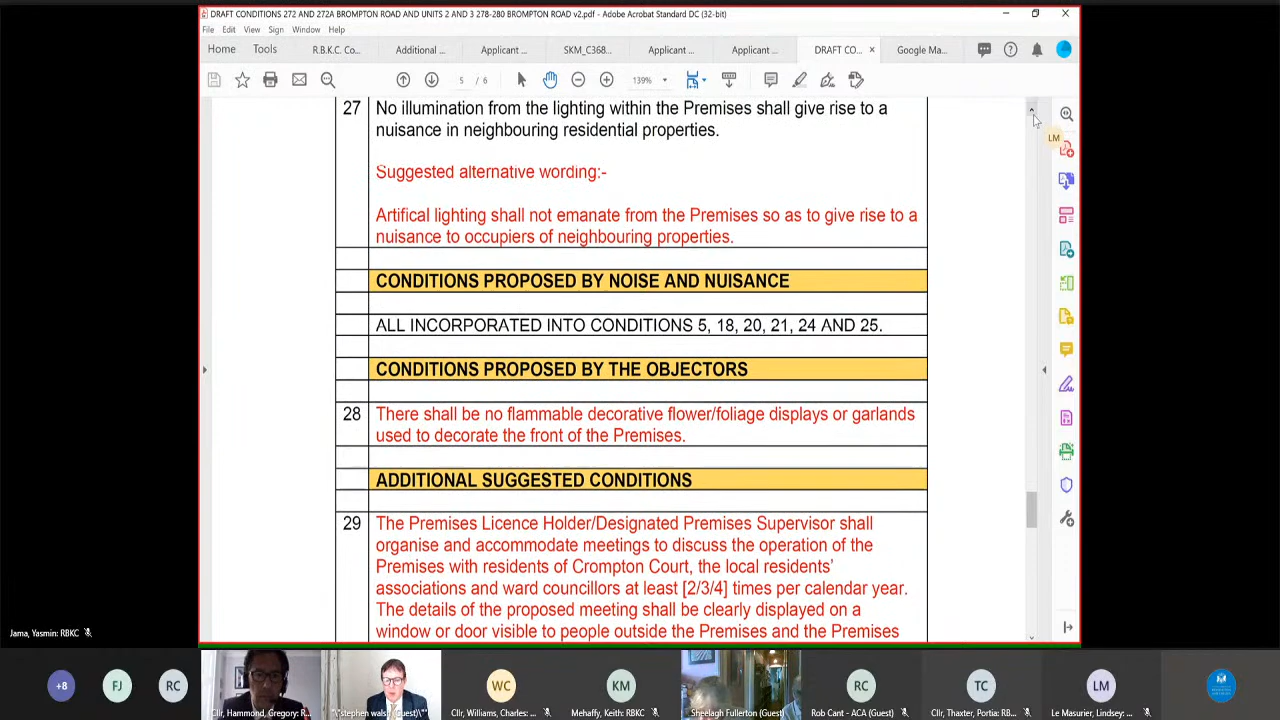 DRAFT CONDITIONS 272 AND 272A BROMPTON ROAD AND UNITS 2 AND 3 278-280 BROMPTON ROAD v2.pdf - Adobe Acrobat Standard DC (32-bit)
File Edit View Sign Window Help
Home Tools R.B.K.C. Co... Additional ... Applicant ... SKM_C368... Applicant ... Applicant ... DRAFT CO... × Google Ma...
5 / 6 139%
27 No illumination from the lighting within the Premises shall give rise to a
nuisance in neighbouring residential properties.
LM
Suggested alternative wording:-
Artifical lighting shall not emanate from the Premises so as to give rise to a
nuisance to occupiers of neighbouring properties.
CONDITIONS PROPOSED BY NOISE AND NUISANCE
ALL INCORPORATED INTO CONDITIONS 5, 18, 20, 21, 24 AND 25.
CONDITIONS PROPOSED BY THE OBJECTORS
28 There shall be no flammable decorative flower/foliage displays or garlands
used to decorate the front of the Premises.
ADDITIONAL SUGGESTED CONDITIONS
29 The Premises Licence Holder/Designated Premises Supervisor shall
organise and accommodate meetings to discuss the operation of the
Premises with residents of Crompton Court, the local residents'
associations and ward councillors at least [2/3/4] times per calendar year.
The details of the proposed meeting shall be clearly displayed on a
window or door visible to people outside the Premises and the Premises
Jama, Yasmin: RBKC
+8 FJ RC WC KM RC TC LM
Cllr, Hammond, Gregory: R... \"stephen walsh (Guest)\" Cllr, Williams, Charles: ... Mehaffy, Keith: RBKC Sheelagh Fullerton (Guest) Rob Cant - ACA (Guest) Cllr, Thaxter, Portia: RB... Le Masurier, Lindsey: ...